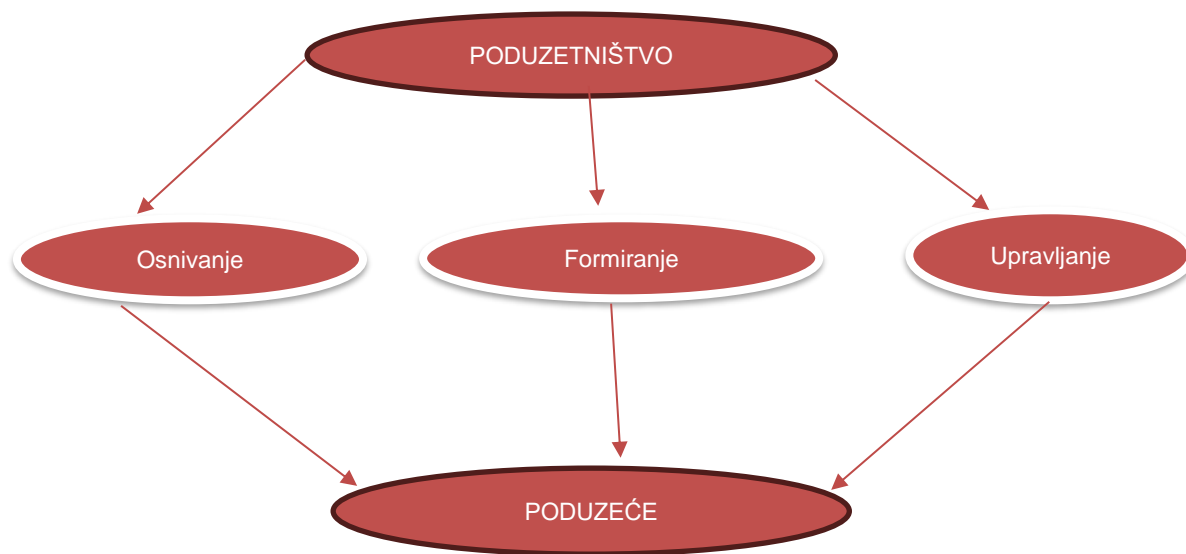 PODUZETNIŠTVO
Osnivanje
Formiranje
Upravljanje
PODUZEĆE